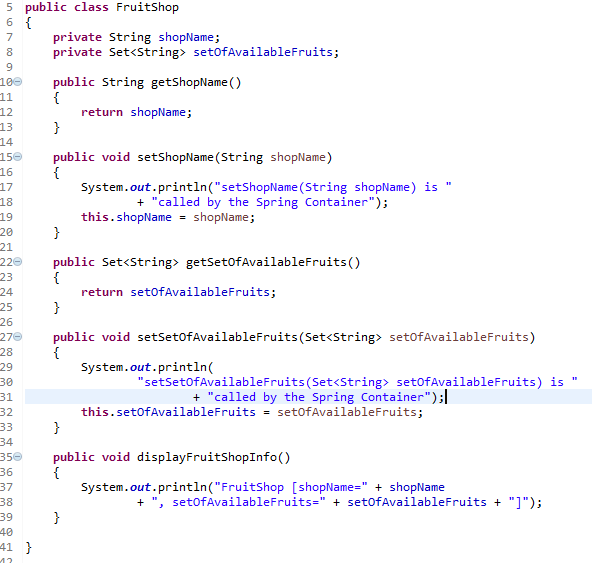 5 public class FruitShop
6 {
7     private String shopName;
8     private Set<String> setOfAvailableFruits;
9
10     public String getShopName()
11     {
12         return shopName;
13     }
14
15     public void setShopName(String shopName)
16     {
17         System.out.println("setShopName(String shopName) is "
18                 + "called by the Spring Container");
19         this.shopName = shopName;
20     }
21
22     public Set<String> getSetOfAvailableFruits()
23     {
24         return setOfAvailableFruits;
25     }
26
27     public void setSetOfAvailableFruits(Set<String> setOfAvailableFruits)
28     {
29         System.out.println(
30                 "setSetOfAvailableFruits(Set<String> setOfAvailableFruits) is "
31                         + "called by the Spring Container");
32         this.setOfAvailableFruits = setOfAvailableFruits;
33     }
34
35     public void displayFruitShopInfo()
36     {
37         System.out.println("FruitShop [shopName=" + shopName
38                 + ", setOfAvailableFruits=" + setOfAvailableFruits + "]");
39     }
40
41 }
42